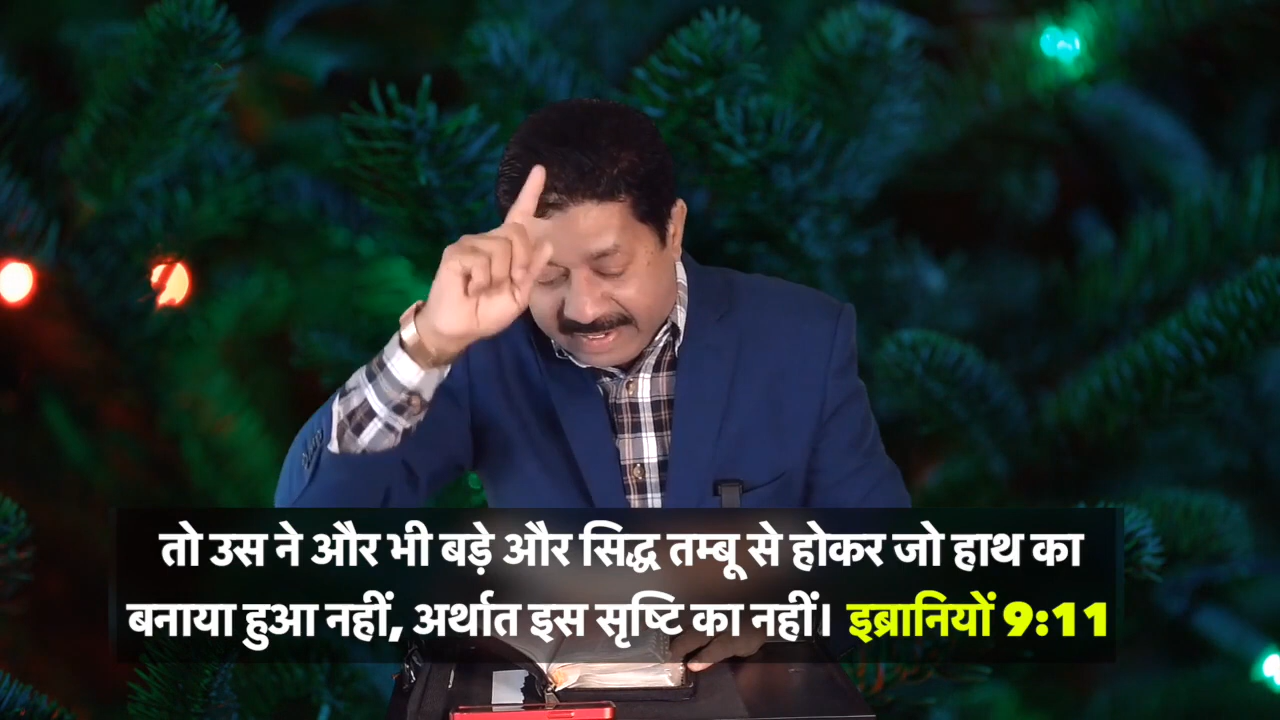 तो उस ने और भी बड़े और सिद्ध तम्बू से होकर जो हाथ का
बनाया हुआ नहीं, अर्थात इस सृष्टि का नहीं। इब्रानियों 9:11